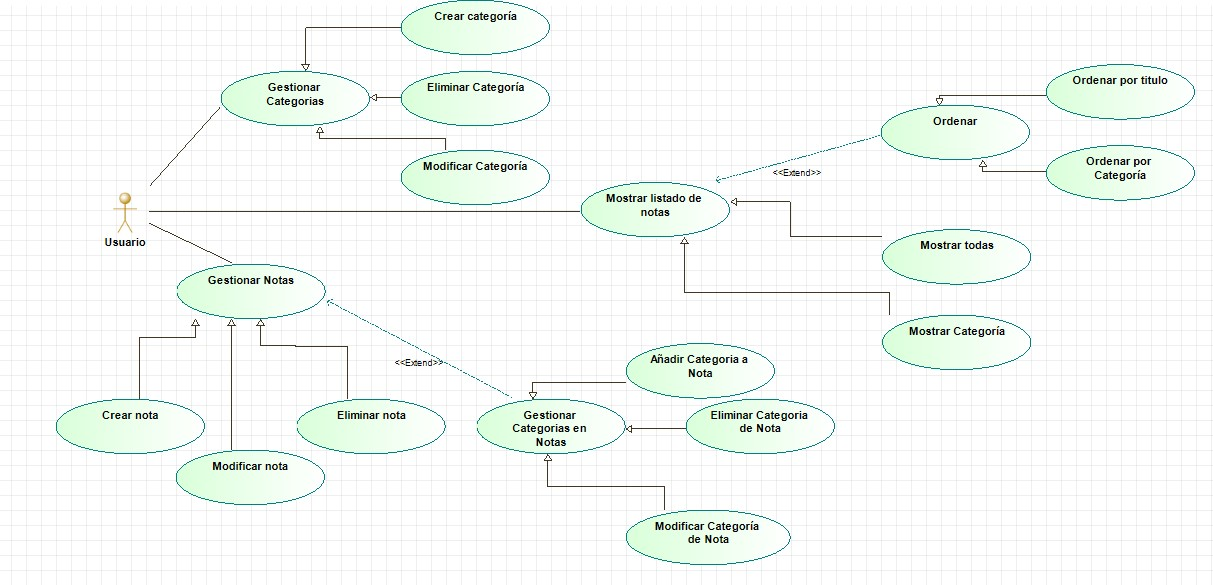 Crear categoría
Gestionar
Categorias
Eliminar Categoría
Modificar Categoría
Ordenar por titulo
Ordenar
Ordenar por
Categoría
<<Extend>>
Mostrar listado de
notas
Usuario
Mostrar todas
Gestionar Notas
Mostrar Categoría
<<Extend>>
Añadir Categoria a
Nota
Crear nota
Eliminar nota
Gestionar
Categorias en
Notas
Eliminar Categoria
de Nota
Modificar nota
Modificar Categoría
de Nota